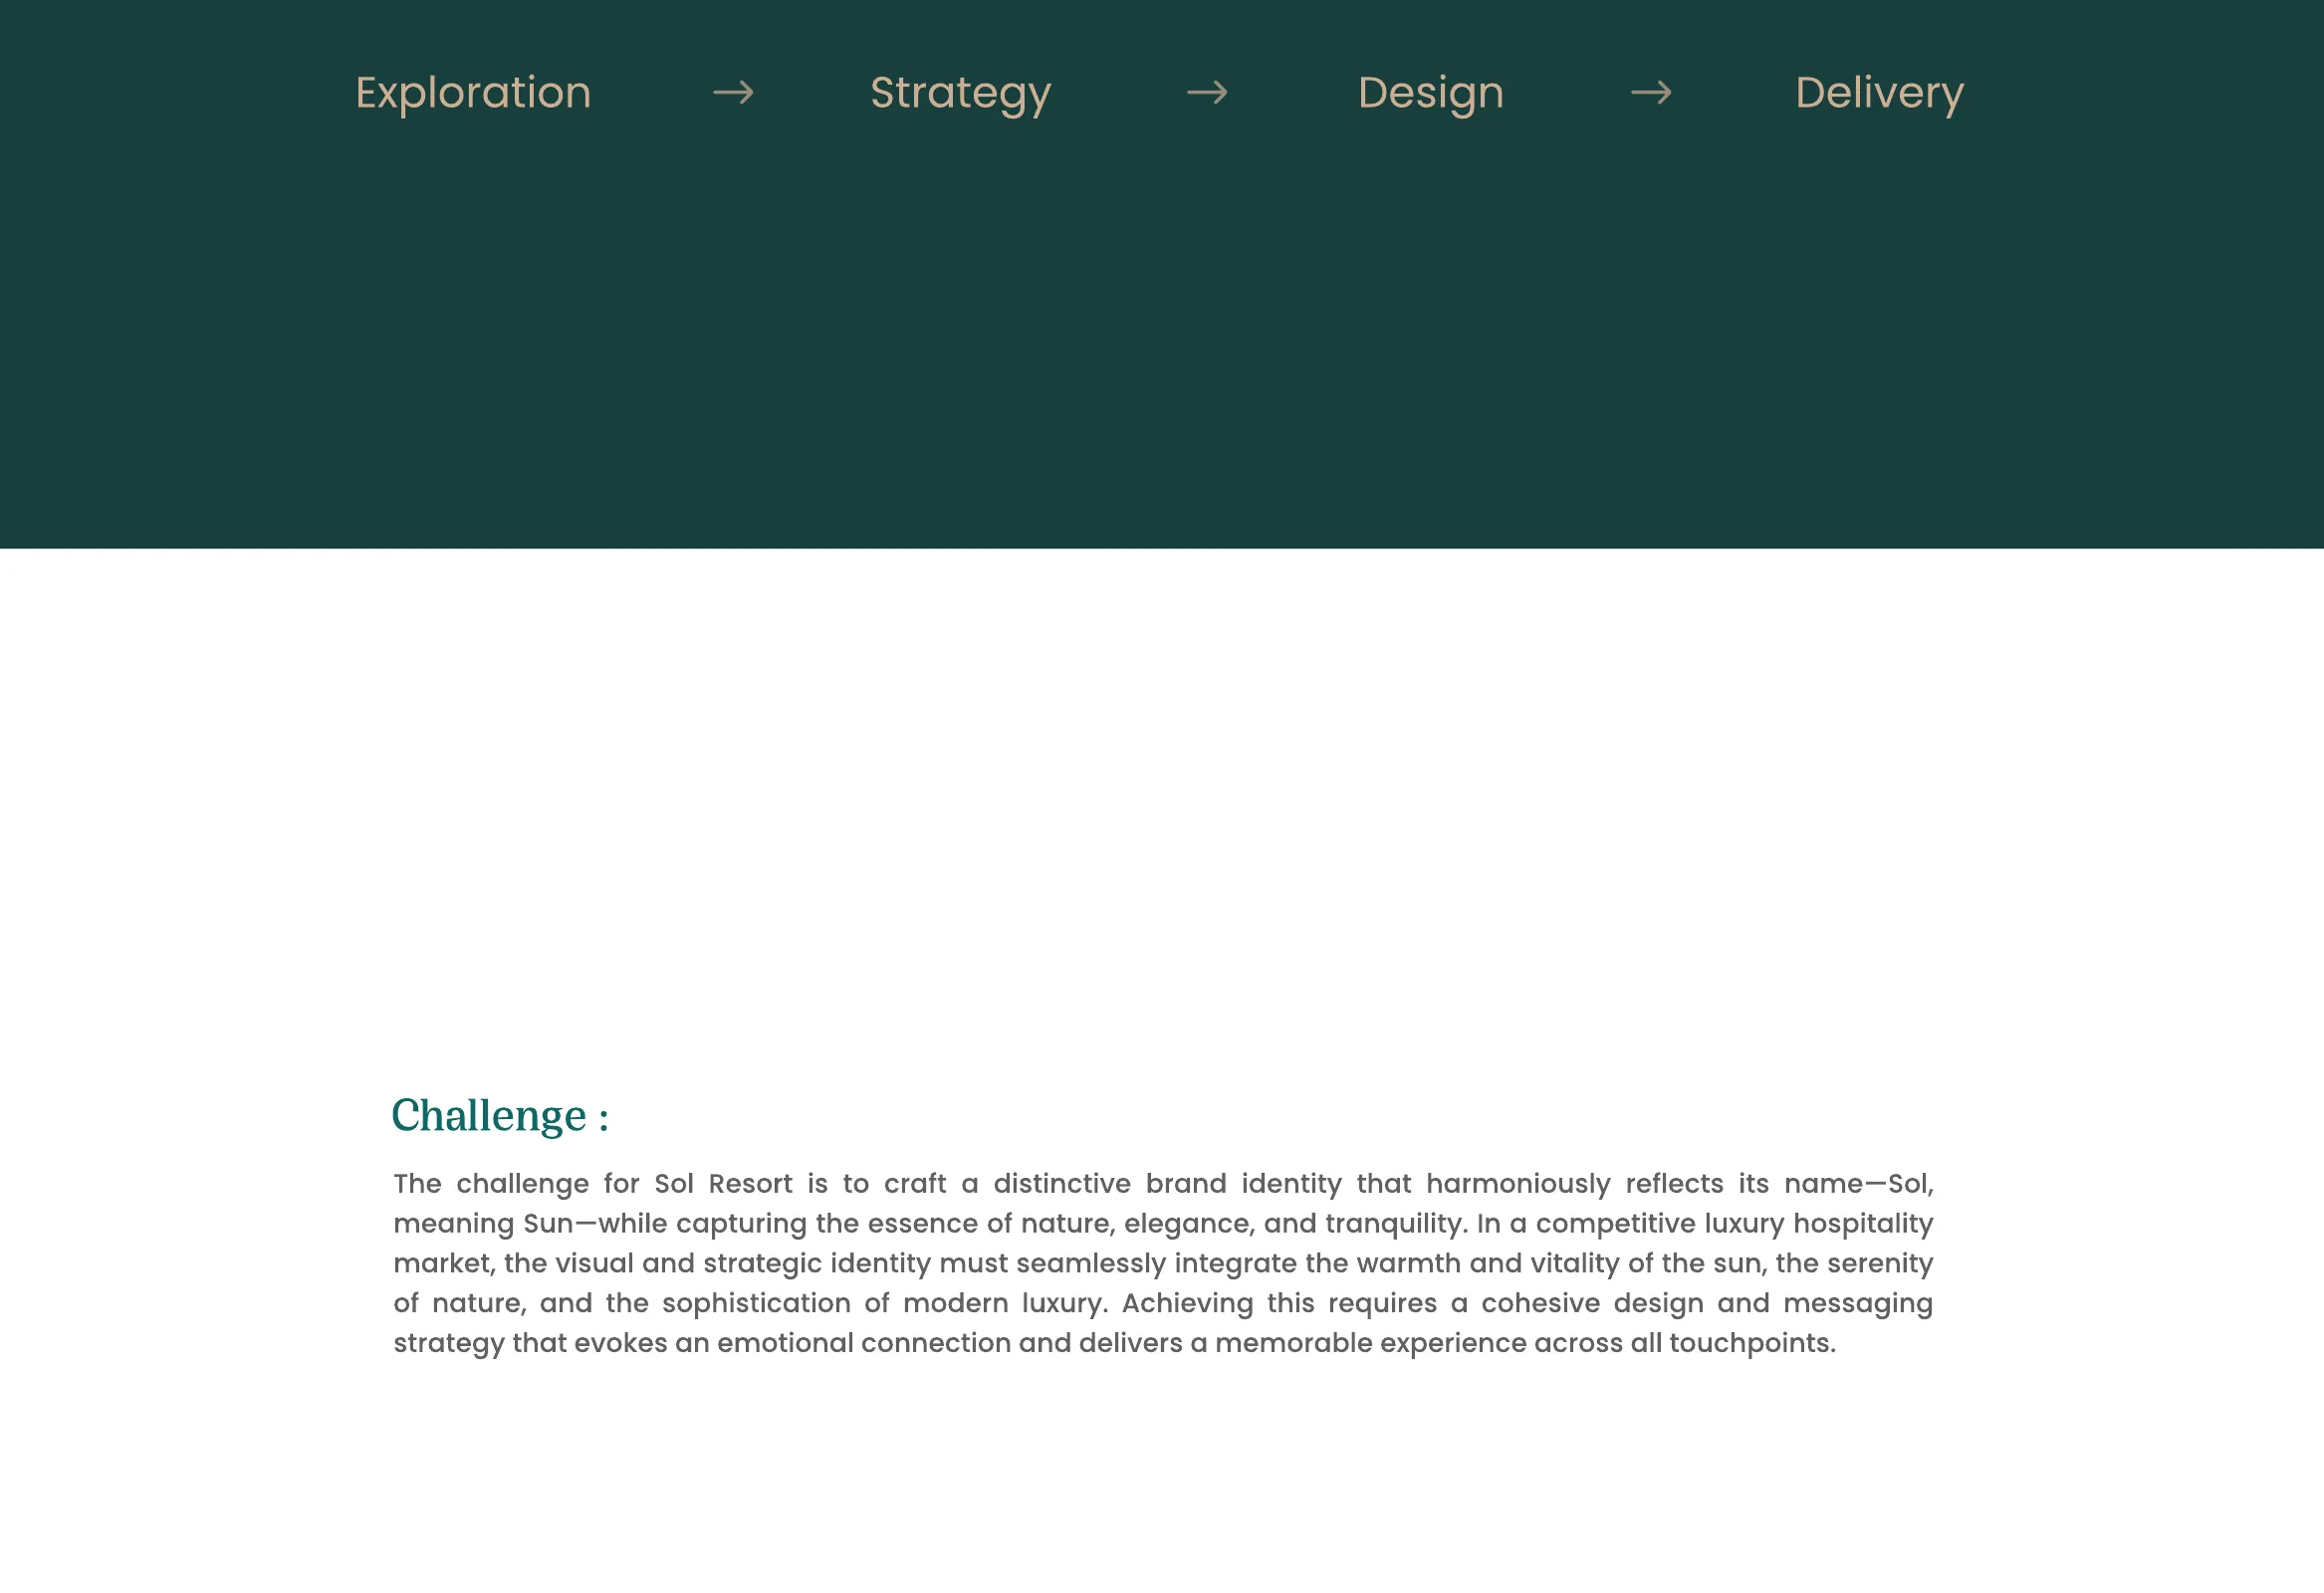 Exploration → Strategy → Design → Delivery
Challenge :
The challenge for Sol Resort is to craft a distinctive brand identity that harmoniously reflects its name—Sol,
meaning Sun—while capturing the essence of nature, elegance, and tranquility. In a competitive luxury hospitality
market, the visual and strategic identity must seamlessly integrate the warmth and vitality of the sun, the serenity
of nature, and the sophistication of modern luxury. Achieving this requires a cohesive design and messaging
strategy that evokes an emotional connection and delivers a memorable experience across all touchpoints.